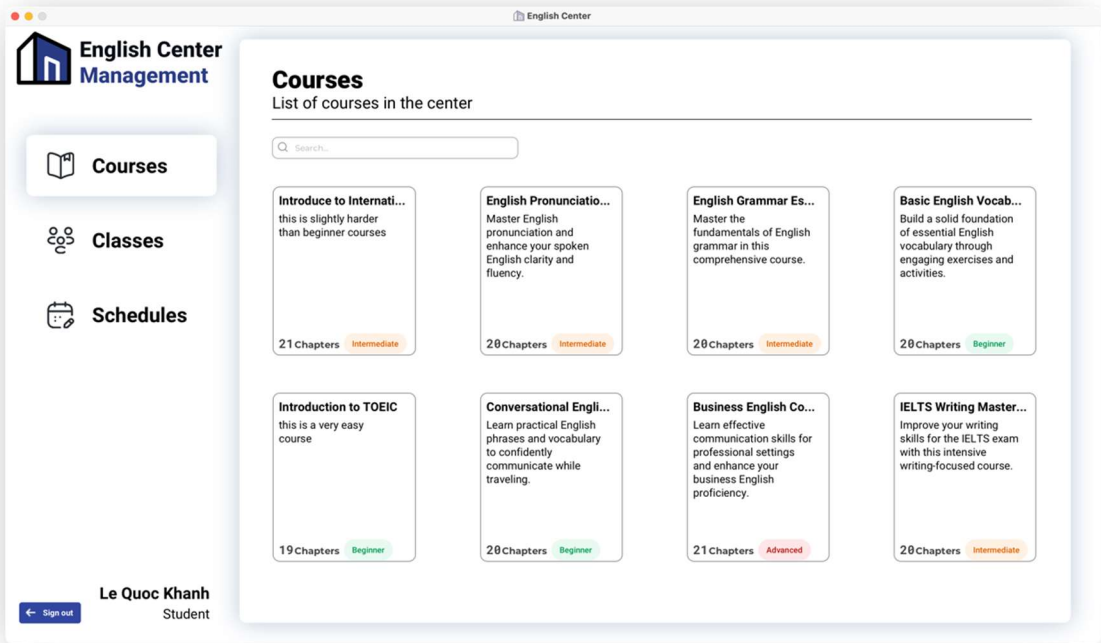 English Center
English Center
Management
Courses
Classes
Schedules
Le Quoc Khanh
Student
Sign out
Courses
List of courses in the center
Search...
Introduce to Internati...
this is slightly harder
than beginner courses
21 Chapters Intermediate
English Pronunciatio...
Master English
pronunciation and
enhance your spoken
English clarity and
fluency.
20 Chapters Intermediate
English Grammar Es...
Master the
fundamentals of English
grammar in this
comprehensive course.
20 Chapters Intermediate
Basic English Vocab...
Build a solid foundation
of essential English
vocabulary through
engaging exercises and
activities.
20 Chapters Beginner
Introduction to TOEIC
this is a very easy
course
19 Chapters Beginner
Conversational Engli...
Learn practical English
phrases and vocabulary
to confidently
communicate while
traveling.
20 Chapters Beginner
Business English Co...
Learn effective
communication skills for
professional settings
and enhance your
business English
proficiency.
21 Chapters Advanced
IELTS Writing Master...
Improve your writing
skills for the IELTS exam
with this intensive
writing-focused course.
20 Chapters Intermediate